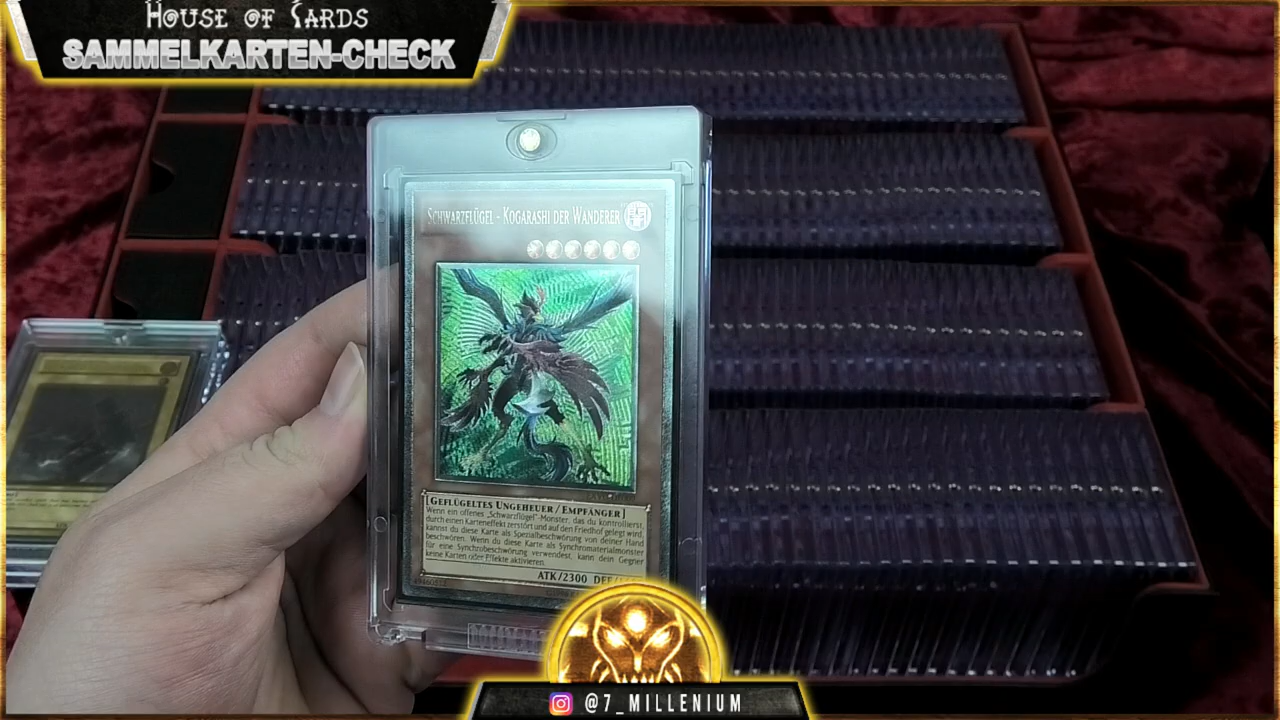 House of Cards
SAMMELKARTEN-CHECK
Schwarzflügel - Kogarashi der Wanderer
[Geflügeltes Ungeheuer / Empfänger]
Wenn ein offenes „Schwarzflügel"-Monster, das du kontrollierst,
durch einen Karteneffekt zerstört und auf den Friedhof gelegt wird,
kannst du diese Karte als Spezialbeschwörung von deiner Hand
beschwören. Wenn du diese Karte als Synchromaterialmonster
für eine Synchrobeschwörung verwendest, kann dein Gegner
keine Karten oder Effekte aktivieren.
ATK/2300 DEF/
@7_MILLENIUM